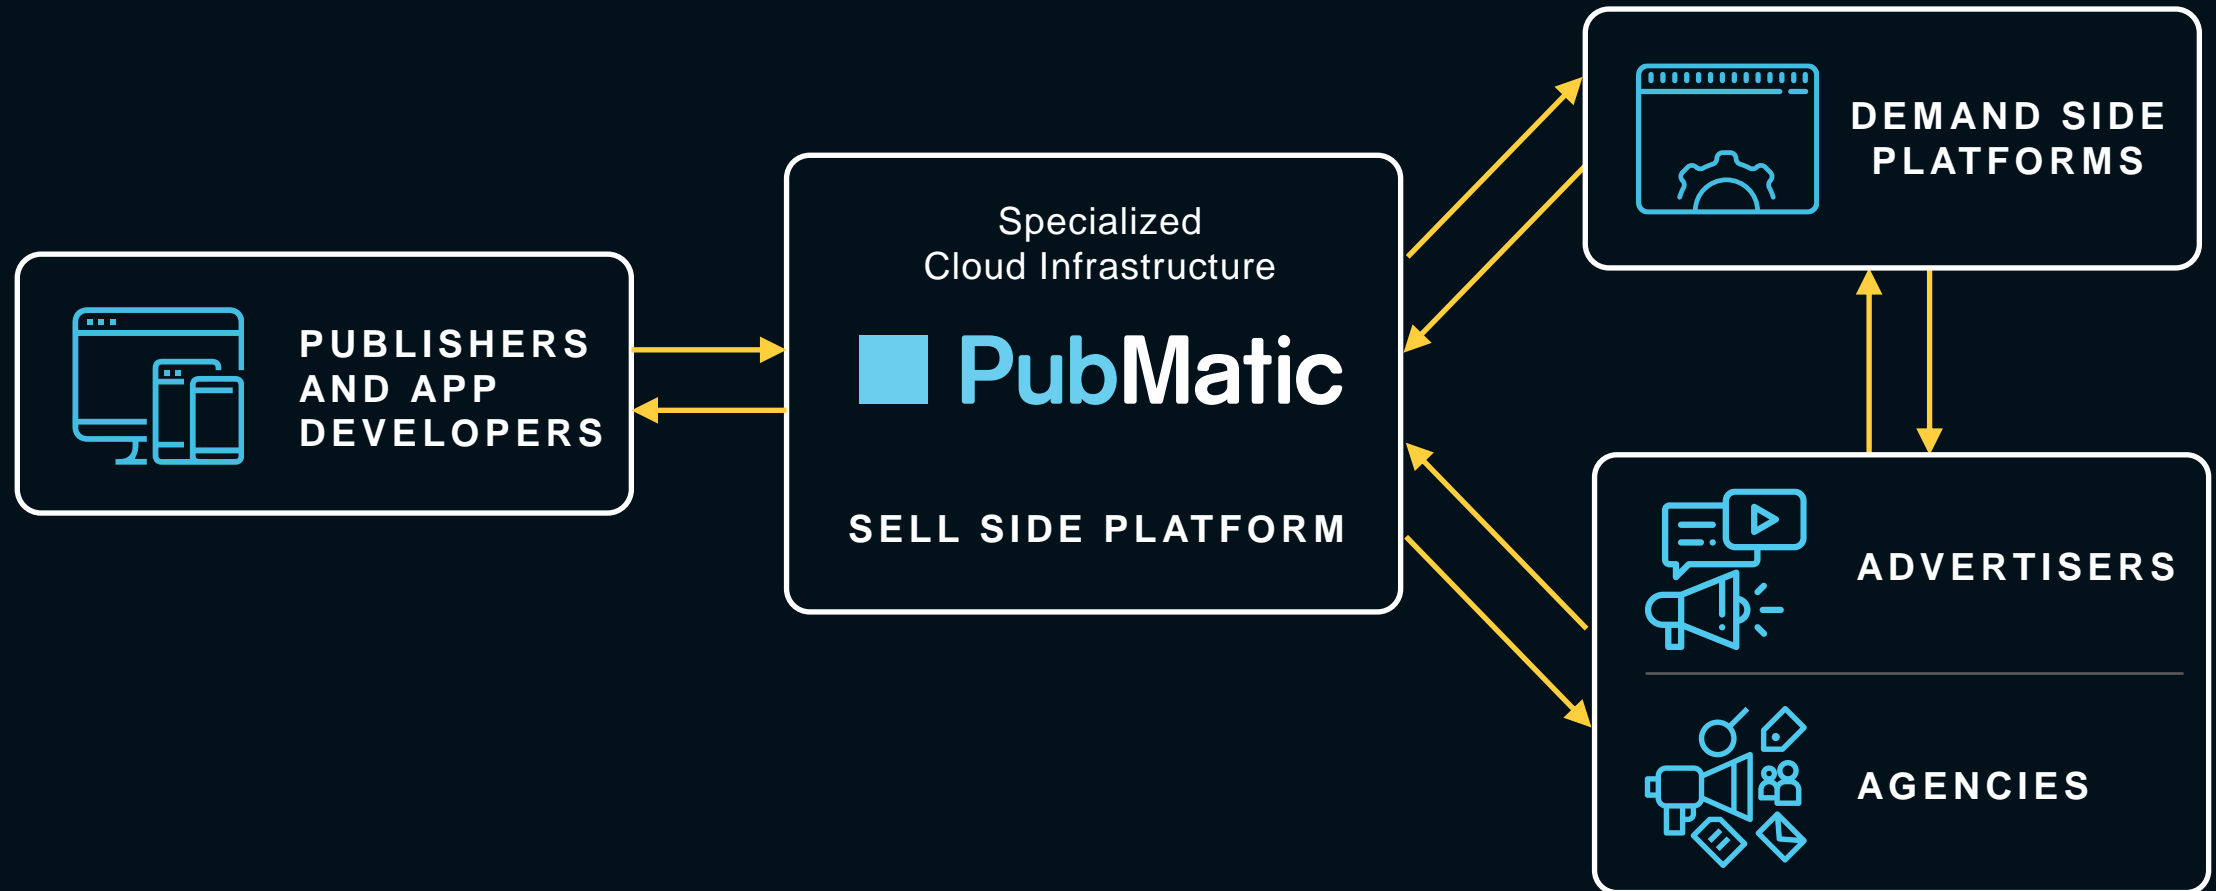 PUBLISHERS
AND APP
DEVELOPERS
Specialized
Cloud Infrastructure
PubMatic
SELL SIDE PLATFORM
DEMAND SIDE
PLATFORMS
ADVERTISERS
AGENCIES